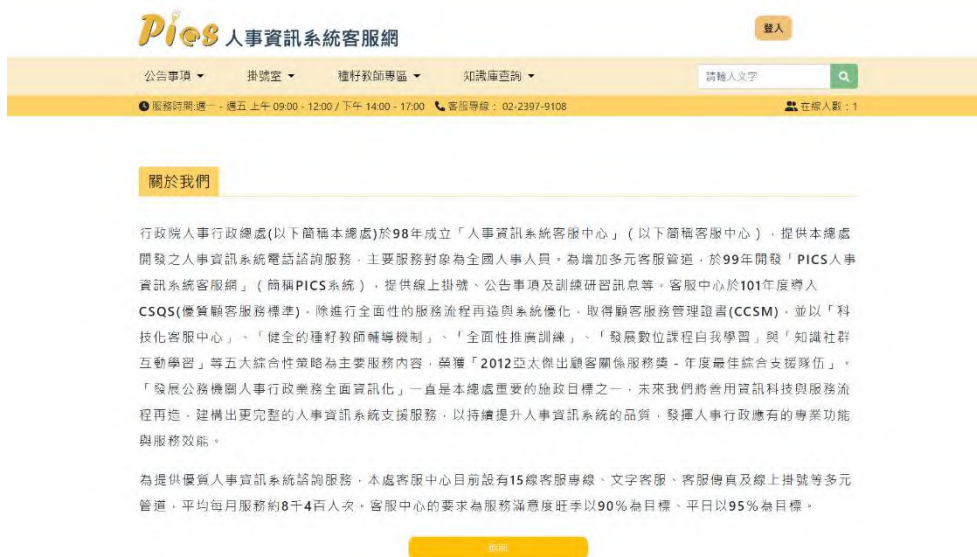 Pics 人事資訊系統客服網
登入
公告事項 ▼ 掛號室 ▼ 種籽教師專區 ▼ 知識庫查詢 ▼ 請輸入文字
服務時間:週一 - 週五 上午 09:00 - 12:00 / 下午 14:00 - 17:00 客服專線： 02-2397-9108 在線人數：1
關於我們
行政院人事行政總處(以下簡稱本總處)於98年成立「人事資訊系統客服中心」（以下簡稱客服中心），提供本總處
開發之人事資訊系統電話諮詢服務，主要服務對象為全國人事人員。為增加多元客服管道，於99年開發「PICS人事
資訊系統客服網」（簡稱PICS系統），提供線上掛號、公告事項及訓練研習訊息等。客服中心於101年度導入
CSQS(優質顧客服務標準)，除進行全面性的服務流程再造與系統優化，取得顧客服務管理證書(CCSM)，並以「科
技化客服中心」、「健全的種籽教師輔導機制」、「全面性推廣訓練」、「發展數位課程自我學習」與「知識社群
互動學習」等五大綜合性策略為主要服務內容，榮獲「2012亞太傑出顧客關係服務獎 - 年度最佳綜合支援隊伍」。
「發展公務機關人事行政業務全面資訊化」一直是本總處重要的施政目標之一，未來我們將善用資訊科技與服務流
程再造，建構出更完整的人事資訊系統支援服務，以持續提升人事資訊系統的品質，發揮人事行政應有的專業功能
與服務效能。
為提供優質人事資訊系統諮詢服務，本處客服中心目前設有15線客服專線、文字客服、客服傳真及線上掛號等多元
管道，平均每月服務約8千4百人次。客服中心的要求為服務滿意度旺季以90%為目標、平日以95%為目標。